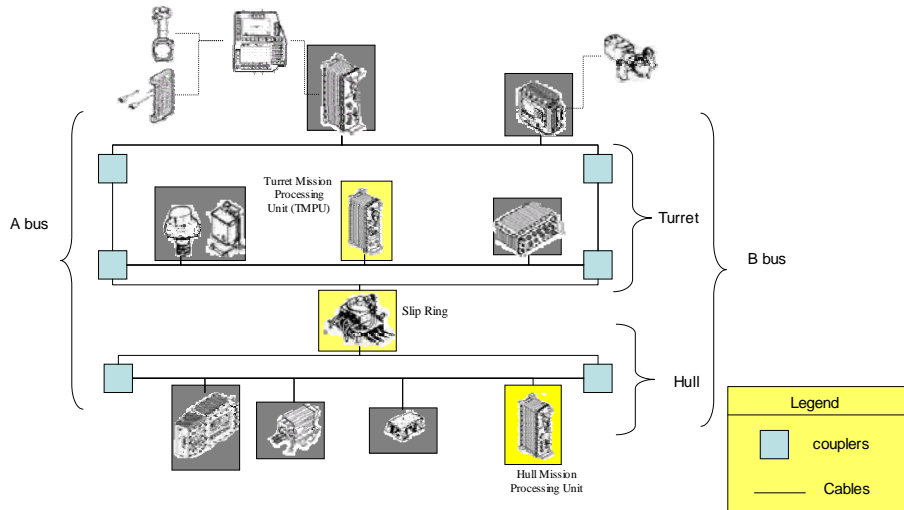 Turret Mission
Processing
Unit (TMPU)
A bus
Turret
B bus
Slip Ring
Hull
Hull Mission
Processing Unit
Legend
couplers
Cables